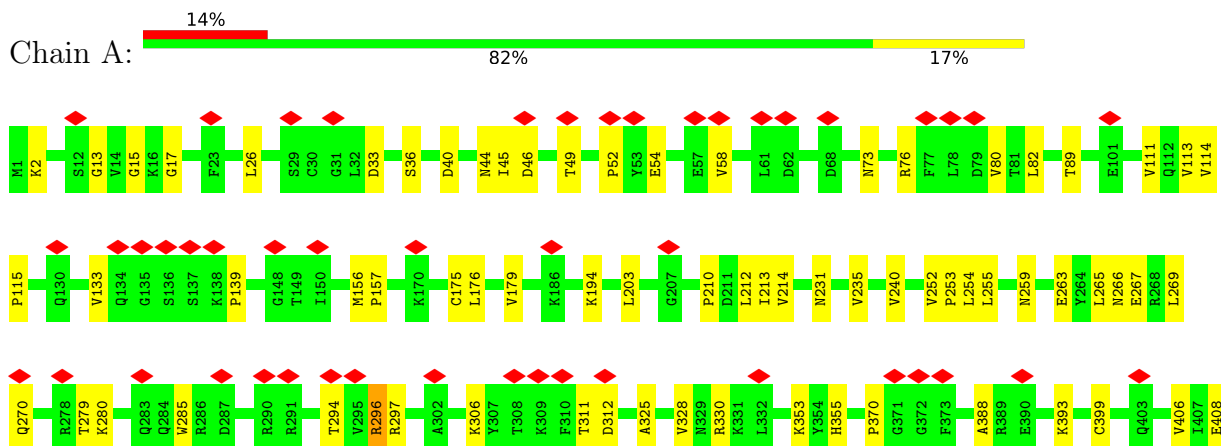 14%
Chain A:
82% 17%
M1 K2 S12 G13 V14 G15 K16 G17 F23 L26 S29 C30 G31 L32 D33 S36 D40 N44 I45 D46 T49 P52 Y53 E54 E57 V58 L61 D62 D68 N73 R76 F77 L78 D79 V80 T81 L82 T89 E101 V111 Q112 V113 V114
P115 Q130 V133 Q134 G135 S136 S137 K138 P139 G148 T149 I150 M156 P157 K170 C175 L176 V179 K186 K194 L203 G207 P210 D211 L212 I213 V214 N231 V235 V240 V252 P253 L254 L255 N259 E263 Y264 L265 N266 E267 R268 L269
Q270 R278 T279 K280 Q283 Q284 W285 R286 D287 R290 R291 T294 V295 R296 R297 A302 K306 Y307 T308 K309 F310 T311 D312 A325 V328 N329 R330 K331 L332 K353 Y354 H355 P370 G371 G372 F373 A388 R389 E390 K393 C399 Q403 V406 I407 E408